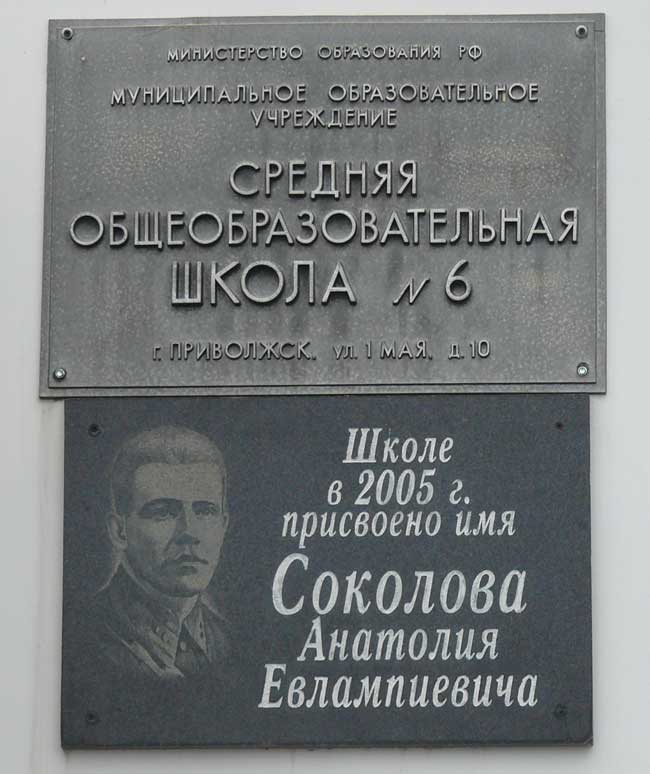 МИНИСТЕРСТВО ОБРАЗОВАНИЯ РФ
МУНИЦИПАЛЬНОЕ ОБРАЗОВАТЕЛЬНОЕ
УЧРЕЖДЕНИЕ
СРЕДНЯЯ
ОБЩЕОБРАЗОВАТЕЛЬНАЯ
ШКОЛА N 6
г. ПРИВОЛЖСК, ул. 1 МАЯ, д. 10
Школе
в 2005 г.
присвоено имя
Соколова
Анатолия
Евлампиевича